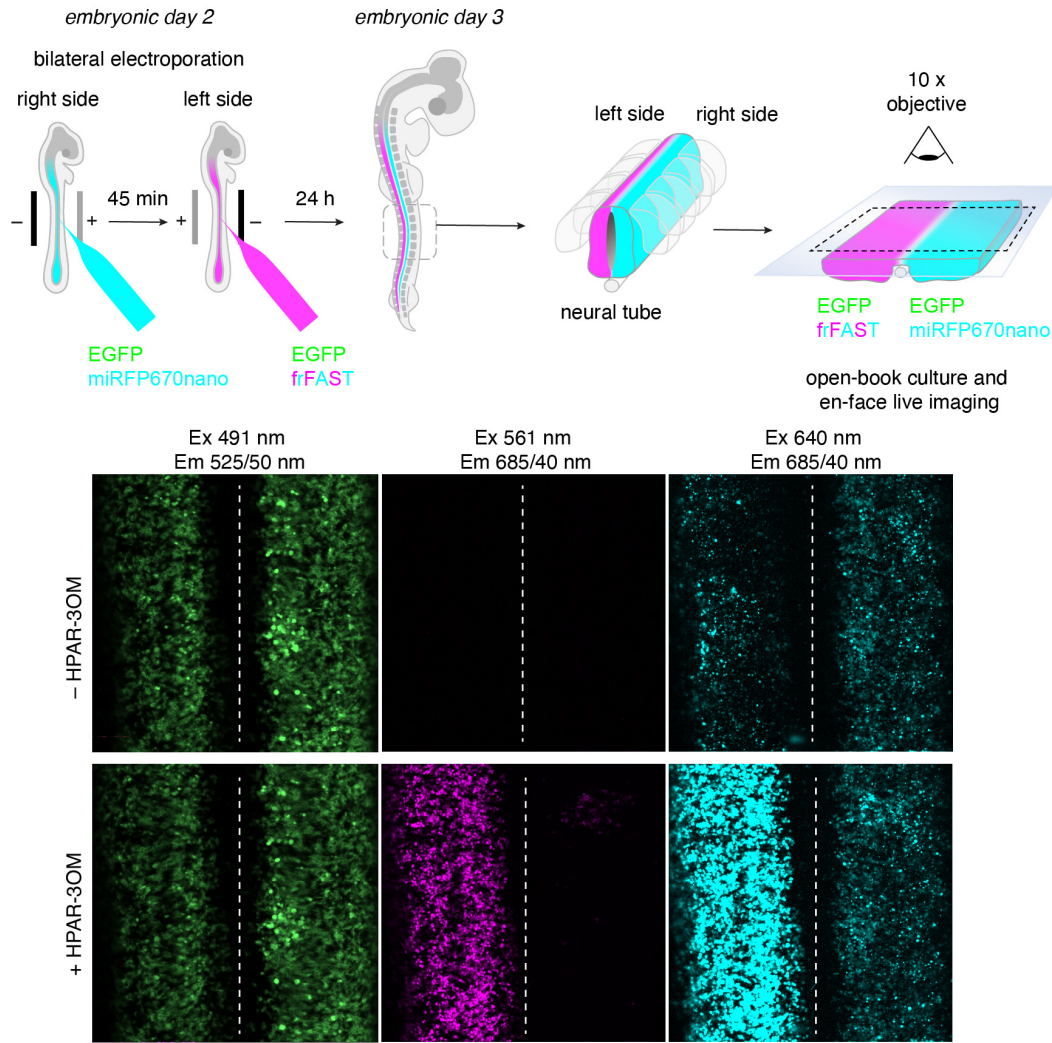 embryonic day 2
embryonic day 3
bilateral electroporation
right side
left side
– + 45 min + – 24 h
EGFP
miRFP670nano
EGFP
frFAST
left side
right side
neural tube
10 x
objective
EGFP
frFAST
EGFP
miRFP670nano
open-book culture and
en-face live imaging
Ex 491 nm
Em 525/50 nm
Ex 561 nm
Em 685/40 nm
Ex 640 nm
Em 685/40 nm
– HPAR-3OM
+ HPAR-3OM